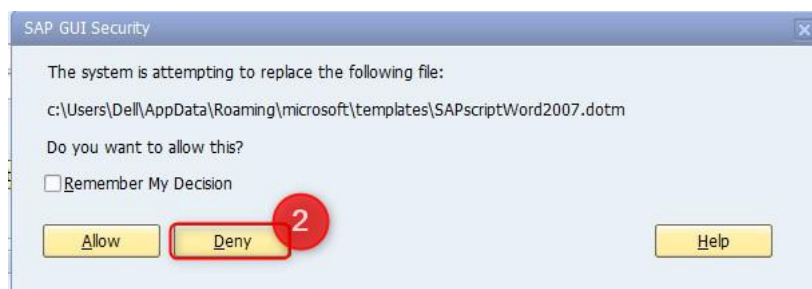 SAP GUI Security
The system is attempting to replace the following file:
c:\Users\Dell\AppData\Roaming\microsoft\templates\SAPscriptWord2007.dotm
Do you want to allow this?
Remember My Decision
2
Allow Deny Help